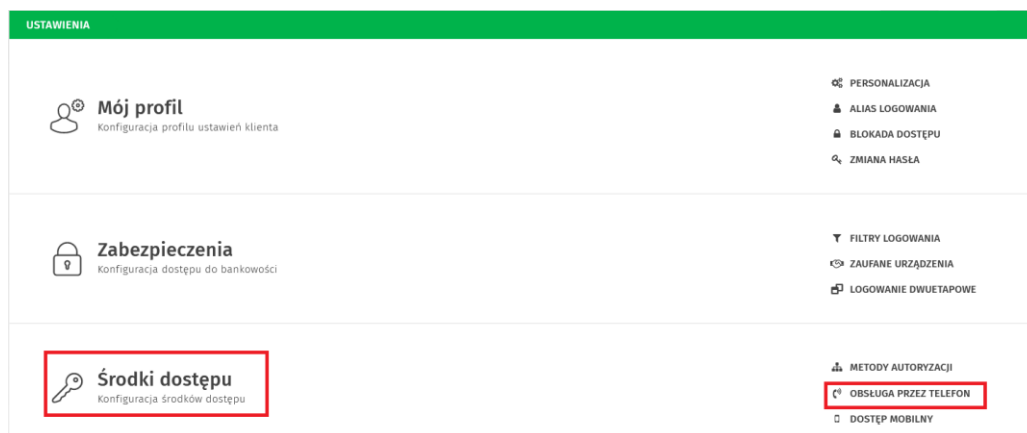 USTAWIENIA
Mój profil
Konfiguracja profilu ustawień klienta
PERSONALIZACJA
ALIAS LOGOWANIA
BLOKADA DOSTĘPU
ZMIANA HASŁA
Zabezpieczenia
Konfiguracja dostępu do bankowości
FILTRY LOGOWANIA
ZAUFANE URZĄDZENIA
LOGOWANIE DWUETAPOWE
Środki dostępu
Konfiguracja środków dostępu
METODY AUTORYZACJI
OBSŁUGA PRZEZ TELEFON
DOSTĘP MOBILNY